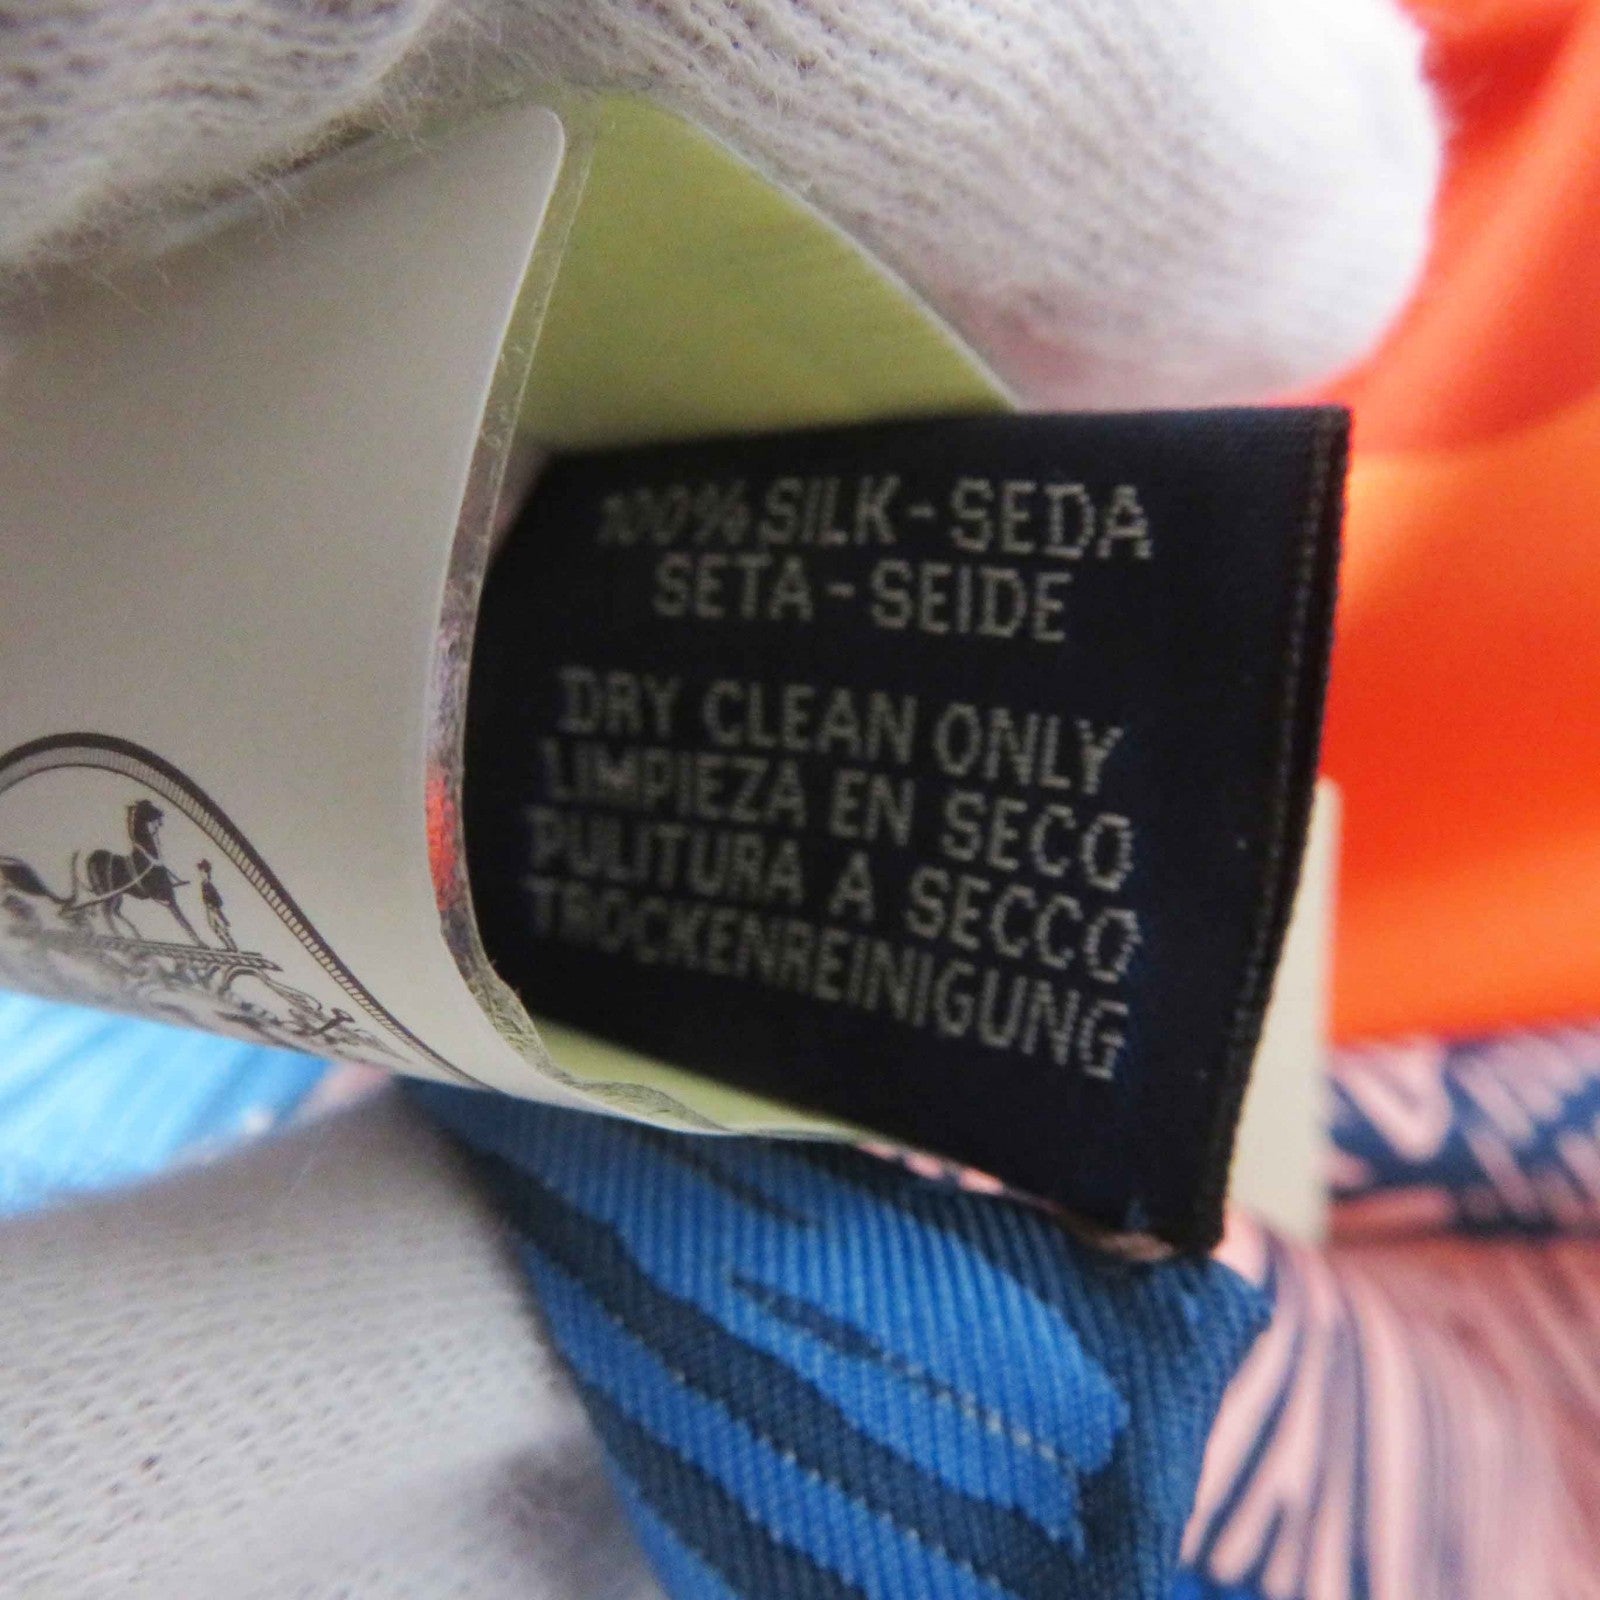 100% SILK - SEDA
SETA - SEIDE
DRY CLEAN ONLY
LIMPIEZA EN SECO
PULITURA A SECCO
TROCKENREINIGUNG